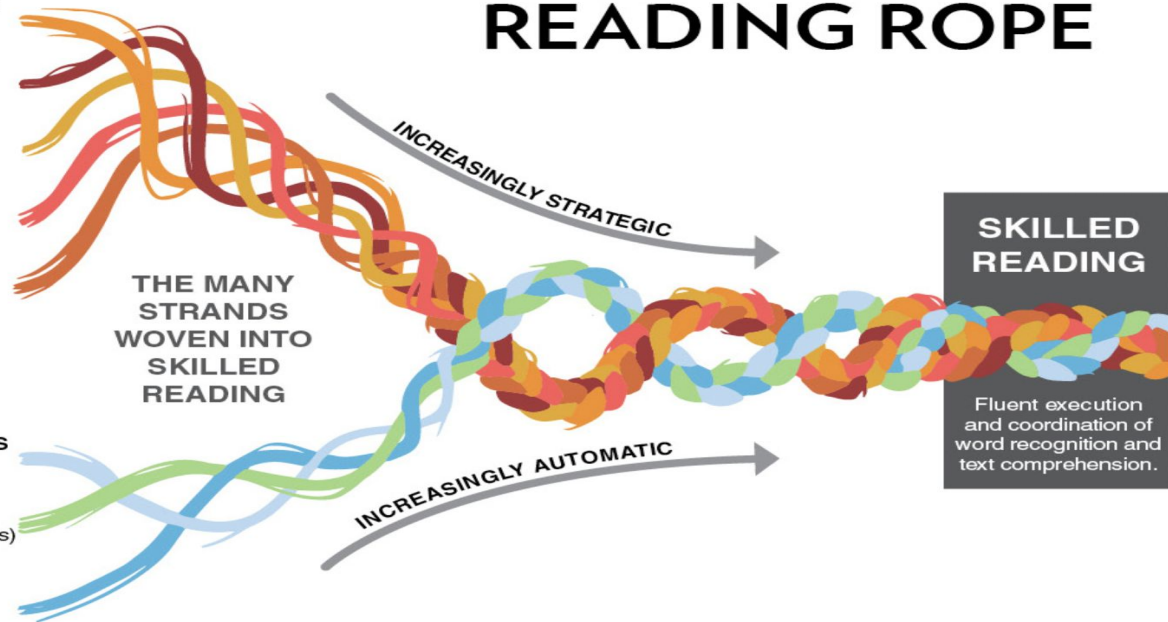 READING ROPE
INCREASINGLY STRATEGIC
SKILLED
READING
THE MANY
STRANDS
WOVEN INTO
SKILLED
READING
Fluent execution
and coordination of
word recognition and
text comprehension.
S
INCREASINGLY AUTOMATIC
s)